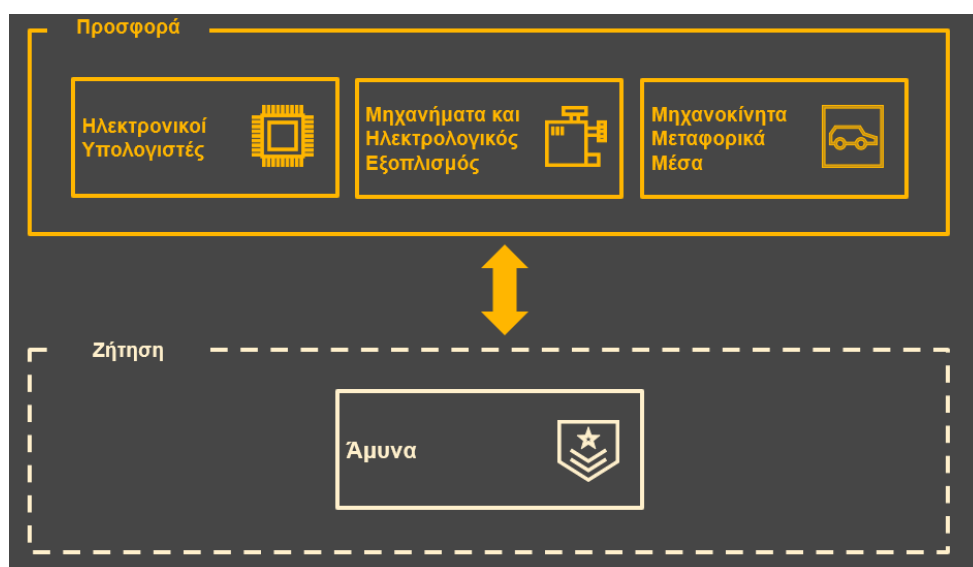 Προσφορά
Ηλεκτρονικοί
Υπολογιστές
Μηχανήματα και
Ηλεκτρολογικός
Εξοπλισμός
Μηχανοκίνητα
Μεταφορικά
Μέσα
Ζήτηση
Άμυνα